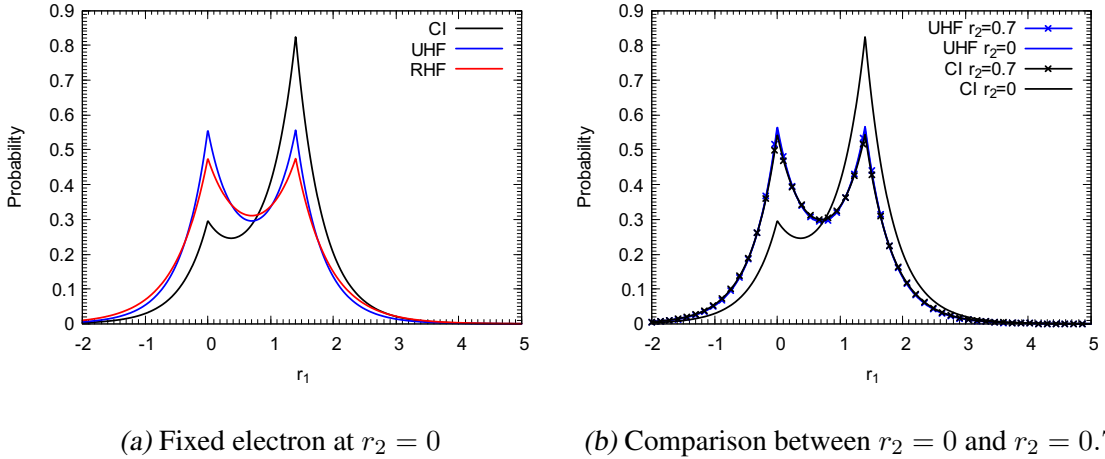 0.9
0.8
0.7
0.6
0.5
0.4
0.3
0.2
0.1
0
Probability
-2 -1 0 1 2 3 4 5
r1
CI
UHF
RHF
(a) Fixed electron at r2 = 0
0.9
0.8
0.7
0.6
0.5
0.4
0.3
0.2
0.1
0
Probability
-2 -1 0 1 2 3 4 5
r1
UHF r2=0.7
UHF r2=0
CI r2=0.7
CI r2=0
(b) Comparison between r2 = 0 and r2 = 0.7